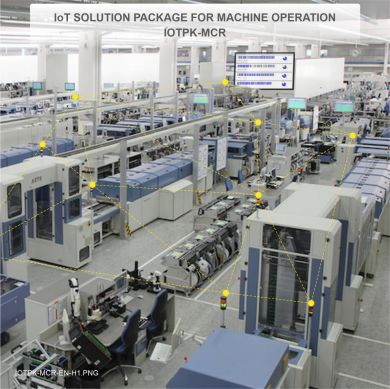 IoT SOLUTION PACKAGE FOR MACHINE OPERATION
IOTPK-MCR
IOTPK-MCR-EN-H1.PNG